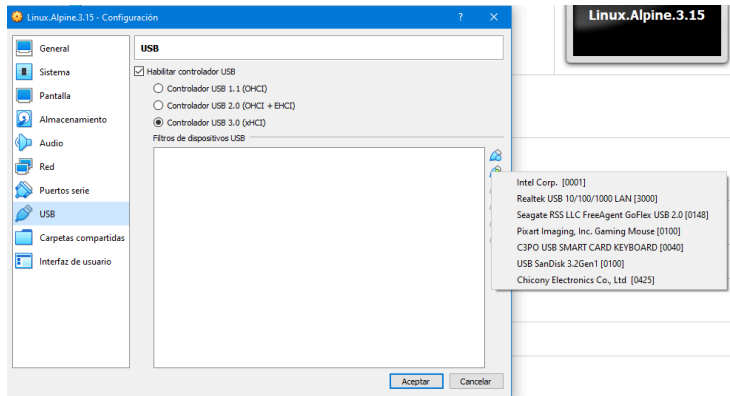 Linux.Alpine.3.15 - Configuración
?
Linux.Alpine.3.15
General
Sistema
Pantalla
Almacenamiento
Audio
Red
Puertos serie
USB
Carpetas compartidas
Interfaz de usuario
USB
Habilitar controlador USB
Controlador USB 1.1 (OHCI)
Controlador USB 2.0 (OHCI + EHCI)
Controlador USB 3.0 (xHCI)
Filtros de dispositivos USB
Intel Corp. [0001]
Realtek USB 10/100/1000 LAN [3000]
Seagate RSS LLC FreeAgent GoFlex USB 2.0 [0148]
Pixart Imaging, Inc. Gaming Mouse [0100]
C3PO USB SMART CARD KEYBOARD [0040]
USB SanDisk 3.2Gen1 [0100]
Chicony Electronics Co., Ltd [0425]
Aceptar
Cancelar